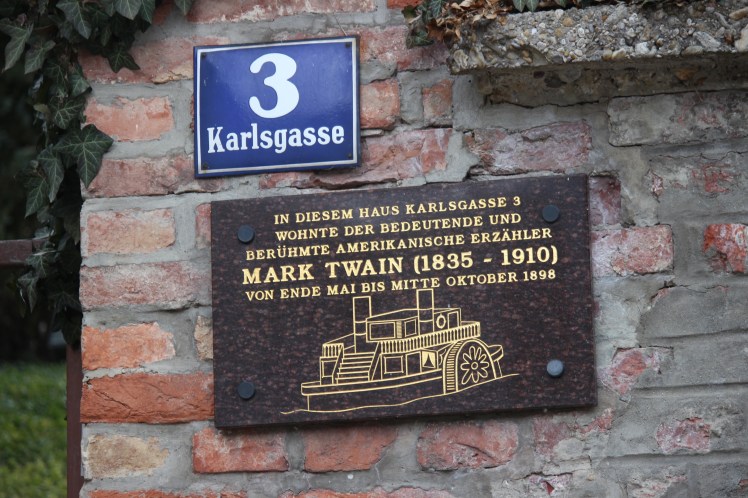 3
Karlsgasse
IN DIESEM HAUS KARLSGASSE 3
WOHNTE DER BEDEUTENDE UND
BERÜHMTE AMERIKANISCHE ERZÄHLER
MARK TWAIN (1835 - 1910)
VON ENDE MAI BIS MITTE OKTOBER 1898